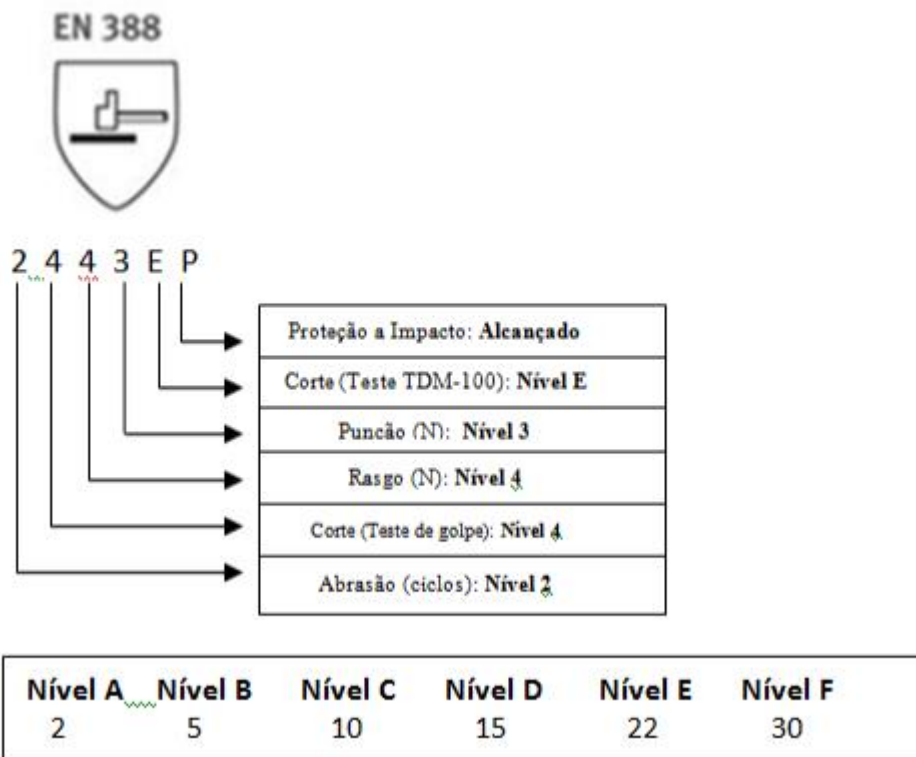 EN 388
2 4 4 3 E P
Proteção a Impacto: Alcançado
Corte (Teste TDM-100): Nível E
Punção (N): Nível 3
Rasgo (N): Nível 4
Corte (Teste de golpe): Nível 4
Abrasão (ciclos): Nível 2
Nível A Nível B Nível C Nível D Nível E Nível F
2 5 10 15 22 30